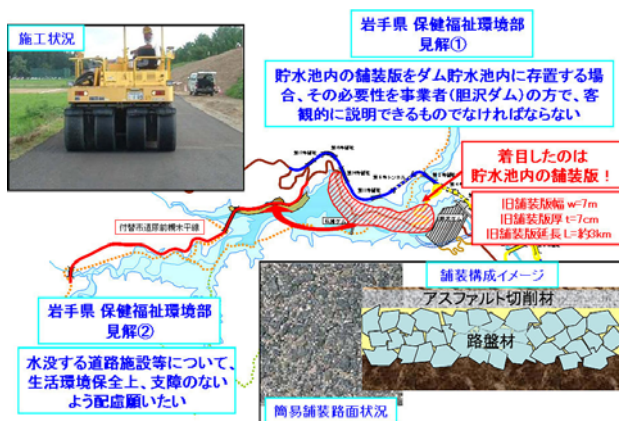 施工状況
岩手県 保健福祉環境部
見解①
貯水池内の舗装版をダム貯水池内に存置する場
合、その必要性を事業者(胆沢ダム)の方で、客
観的に説明できるものでなければならない
着目したのは
貯水池内の舗装版！
旧舗装版幅 w=7m
旧舗装版厚 t=7cm
旧舗装版延長 L=約3km
付替市道尿前槻木平線
岩手県 保健福祉環境部
見解②
水没する道路施設等について、
生活環境保全上、支障のない
よう配慮願いたい
簡易舗装路面状況
舗装構成イメージ
アスファルト切削材
路盤材